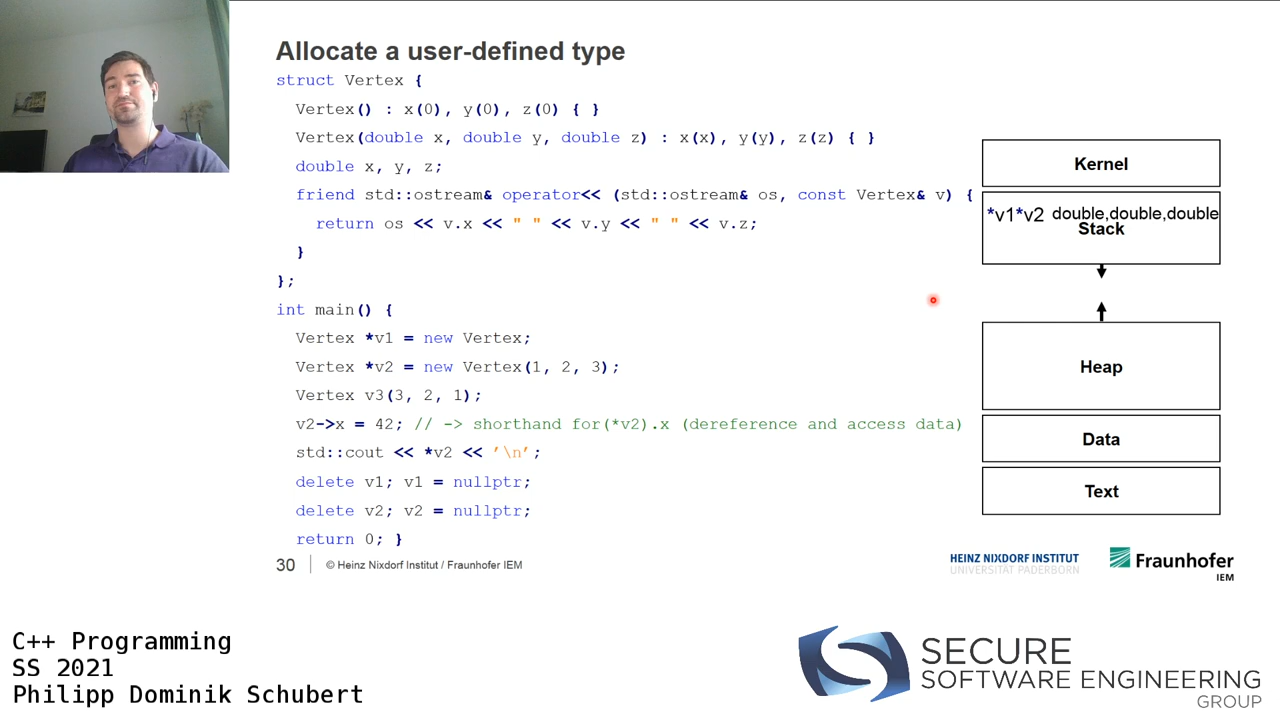 Allocate a user-defined type
struct Vertex {
Vertex() : x(0), y(0), z(0) { }
Vertex(double x, double y, double z) : x(x), y(y), z(z) { }
double x, y, z;
friend std::ostream& operator<< (std::ostream& os, const Vertex& v) {
return os << v.x << " " << v.y << " " << v.z;
}
};
int main() {
Vertex *v1 = new Vertex;
Vertex *v2 = new Vertex(1, 2, 3);
Vertex v3(3, 2, 1);
v2->x = 42; // -> shorthand for(*v2).x (dereference and access data)
std::cout << *v2 << '\n';
delete v1; v1 = nullptr;
delete v2; v2 = nullptr;
return 0; }
Kernel
*v1*v2 double,double,double
Stack
Heap
Data
Text
30 © Heinz Nixdorf Institut / Fraunhofer IEM
HEINZ NIXDORF INSTITUT
UNIVERSITÄT PADERBORN
Fraunhofer
IEM
C++ Programming
SS 2021
Philipp Dominik Schubert
SECURE
SOFTWARE ENGINEERING
GROUP